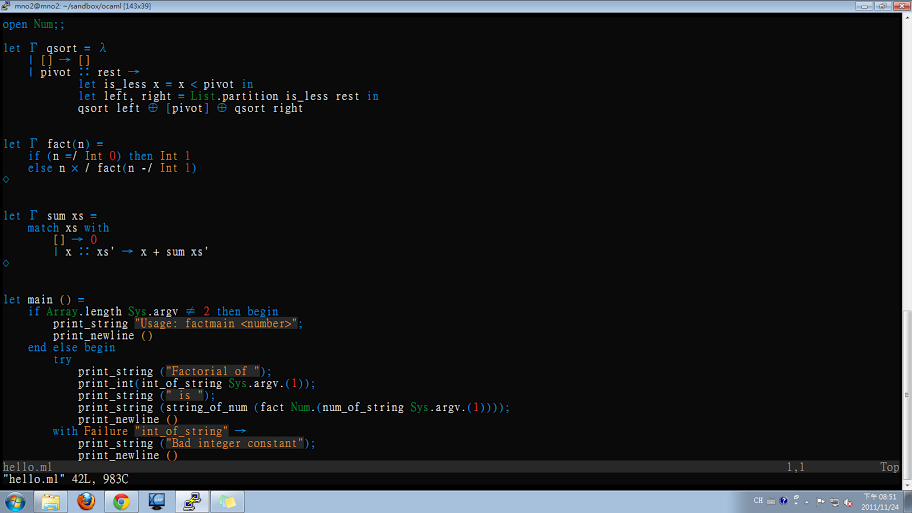 mno2@mno2: ~/sandbox/ocaml [143x39]
open Num;;
let Γ qsort = λ
| [] → []
| pivot :: rest →
let is_less x = x < pivot in
let left, right = List.partition is_less rest in
qsort left ⊕ [pivot] ⊕ qsort right
let Γ fact(n) =
if (n =/ Int 0) then Int 1
else n × / fact(n -/ Int 1)
◇
let Γ sum xs =
match xs with
[] → 0
| x :: xs' → x + sum xs'
◇
let main () =
if Array.length Sys.argv ≠ 2 then begin
print_string "Usage: factmain <number>";
print_newline ()
end else begin
try
print_string ("Factorial of ");
print_int(int_of_string Sys.argv.(1));
print_string (" is ");
print_string (string_of_num (fact Num.(num_of_string Sys.argv.(1))));
print_newline ()
with Failure "int_of_string" →
print_string ("Bad integer constant");
print_newline ()
hello.ml 1,1 Top
"hello.ml" 42L, 983C
CH
下午 08:51
2011/11/24